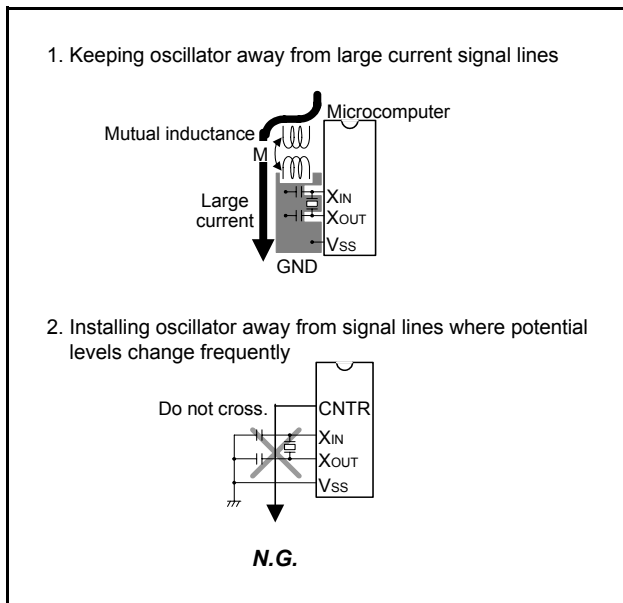 1. Keeping oscillator away from large current signal lines
Microcomputer
Mutual inductance
M
Large
current
XIN
XOUT
VSS
GND
2. Installing oscillator away from signal lines where potential
levels change frequently
Do not cross.
CNTR
XIN
XOUT
VSS
N.G.